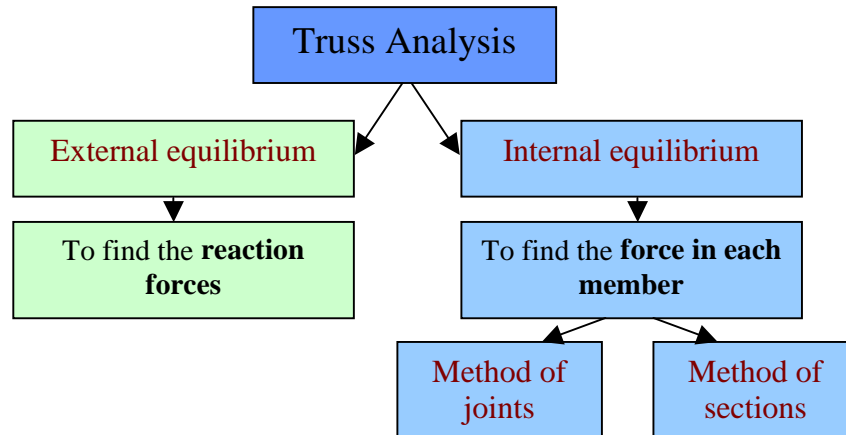 Truss Analysis
External equilibrium
Internal equilibrium
To find the reaction
forces
To find the force in each
member
Method of
joints
Method of
sections